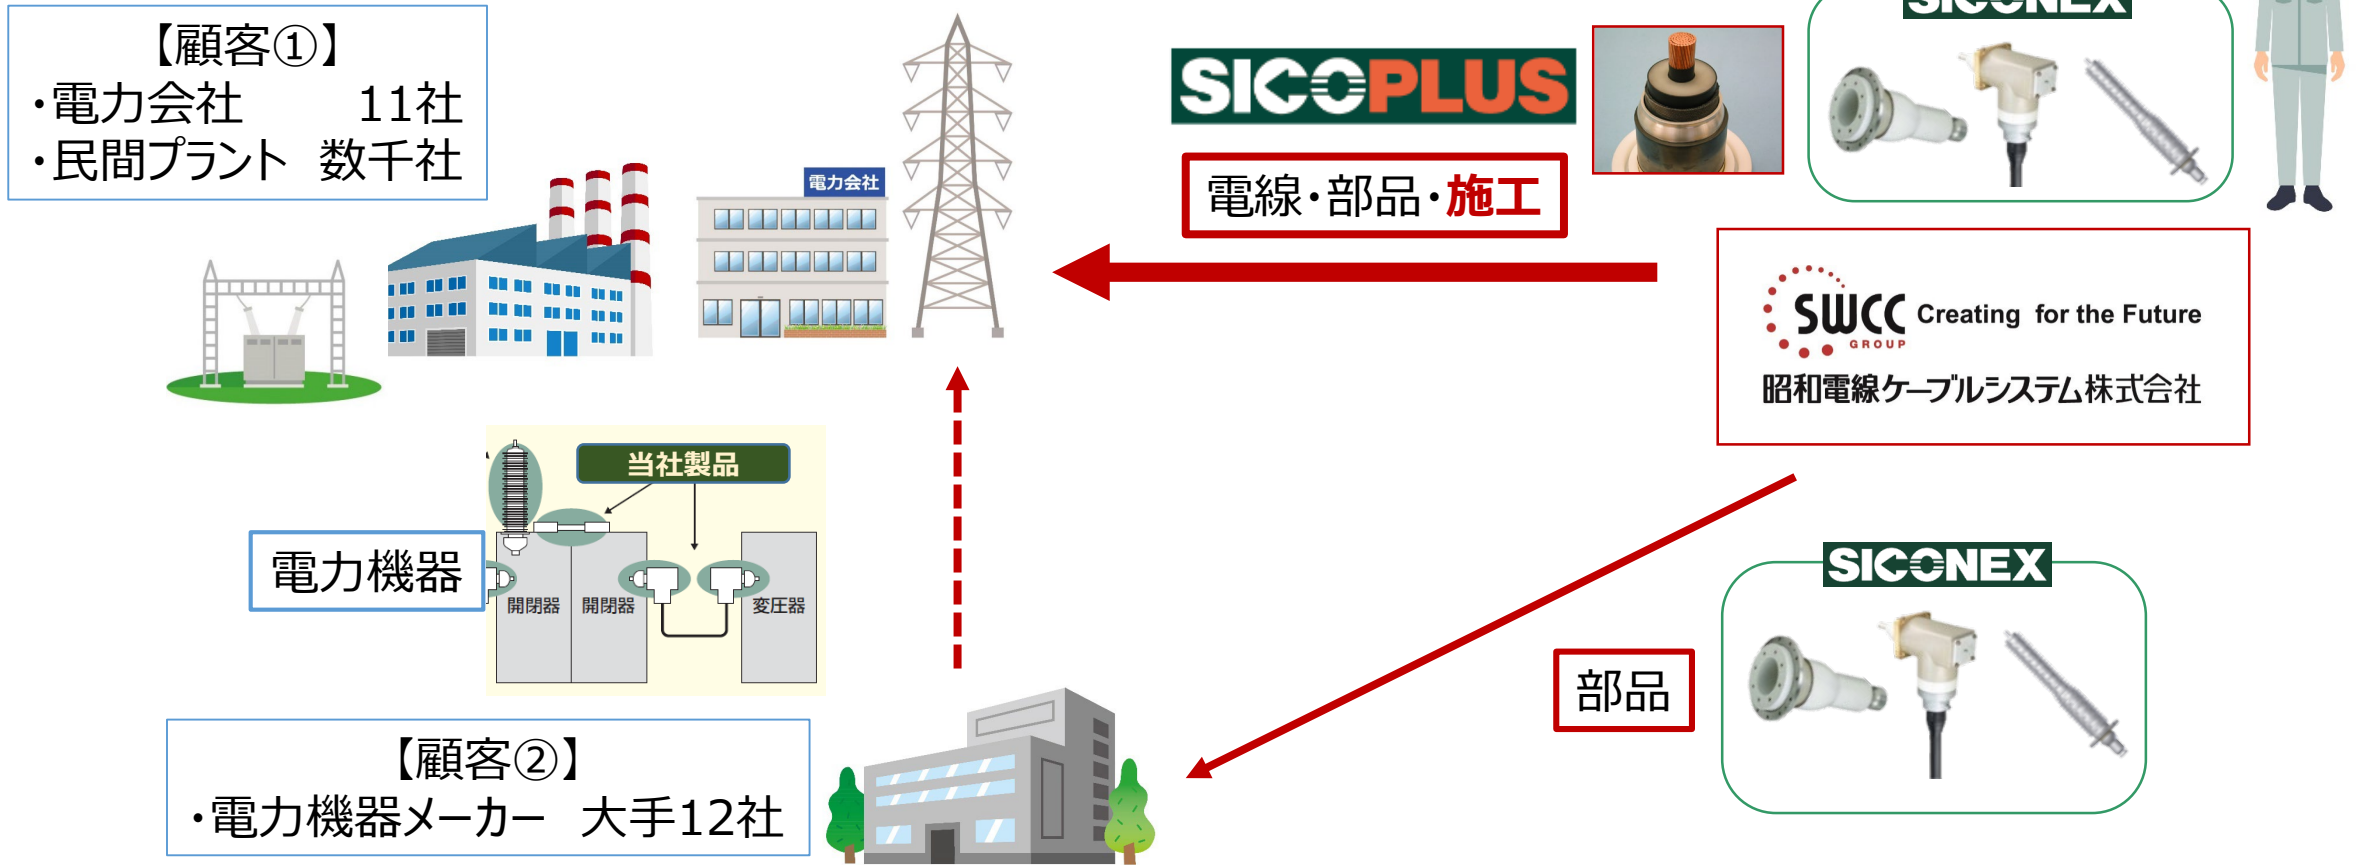 【顧客①】
・電力会社 11社
・民間プラント 数千社
電力会社
SICOPLUS
電線・部品・施工
SICONEX
SWCC Creating for the Future
GROUP
昭和電線ケーブルシステム株式会社
当社製品
電力機器
開閉器 開閉器 変圧器
SICONEX
部品
【顧客②】
・電力機器メーカー 大手12社